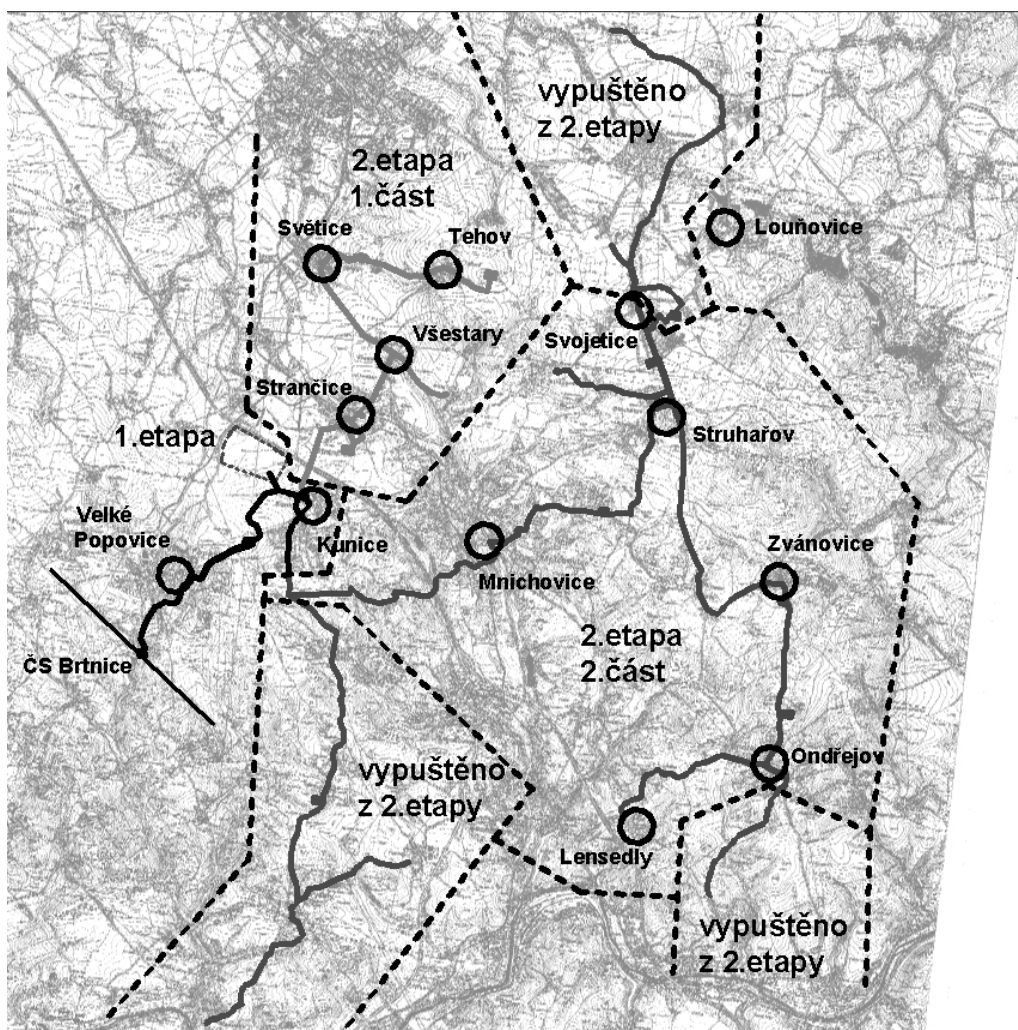 vypuštěno
z 2.etapy
2.etapa
1.část
Světice
Tehov
Louňovice
Všestary
Svojetice
Strančice
1.etapa
Struhařov
Velké
Popovice
Kunice
Mnichovice
Zvánovice
2.etapa
2.část
ČS Brtnice
Ondřejov
vypuštěno
z 2.etapy
Lensedly
vypuštěno
z 2.etapy